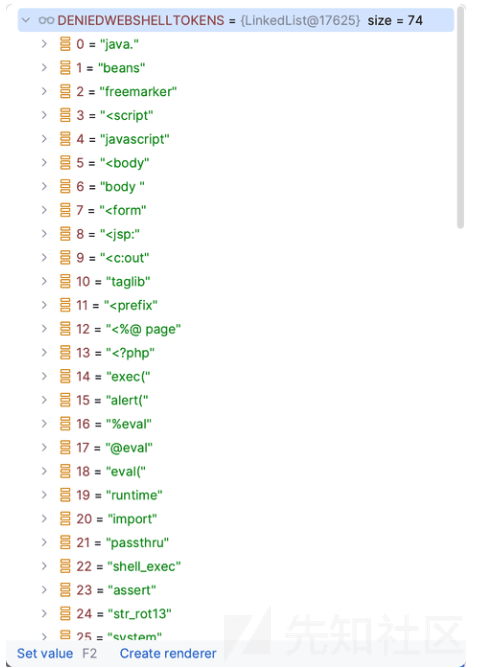 DENIEDWEBSHELLTOKENS = {LinkedList@17625} size = 74
0 = "java."
1 = "beans"
2 = "freemarker"
3 = "<script"
4 = "javascript"
5 = "<body"
6 = "body "
7 = "<form"
8 = "<jsp:"
9 = "<c:out"
10 = "taglib"
11 = "<prefix"
12 = "<%@ page"
13 = "<?php"
14 = "exec("
15 = "alert("
16 = "%eval"
17 = "@eval"
18 = "eval("
19 = "runtime"
20 = "import"
21 = "passthru"
22 = "shell_exec"
23 = "assert"
24 = "str_rot13"
25 = "system"
先知社区
Set value F2 Create renderer